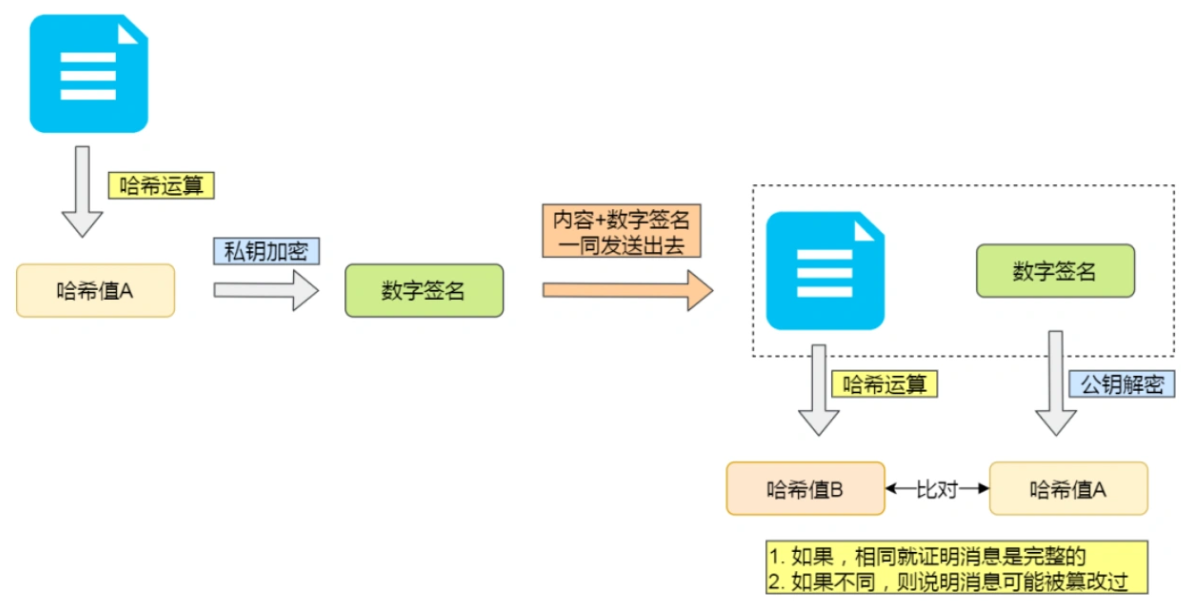 哈希运算
哈希值A
私钥加密
数字签名
内容+数字签名
一同发送出去
数字签名
哈希运算
公钥解密
哈希值B
比对
哈希值A
1. 如果，相同就证明消息是完整的
2. 如果不同，则说明消息可能被篡改过